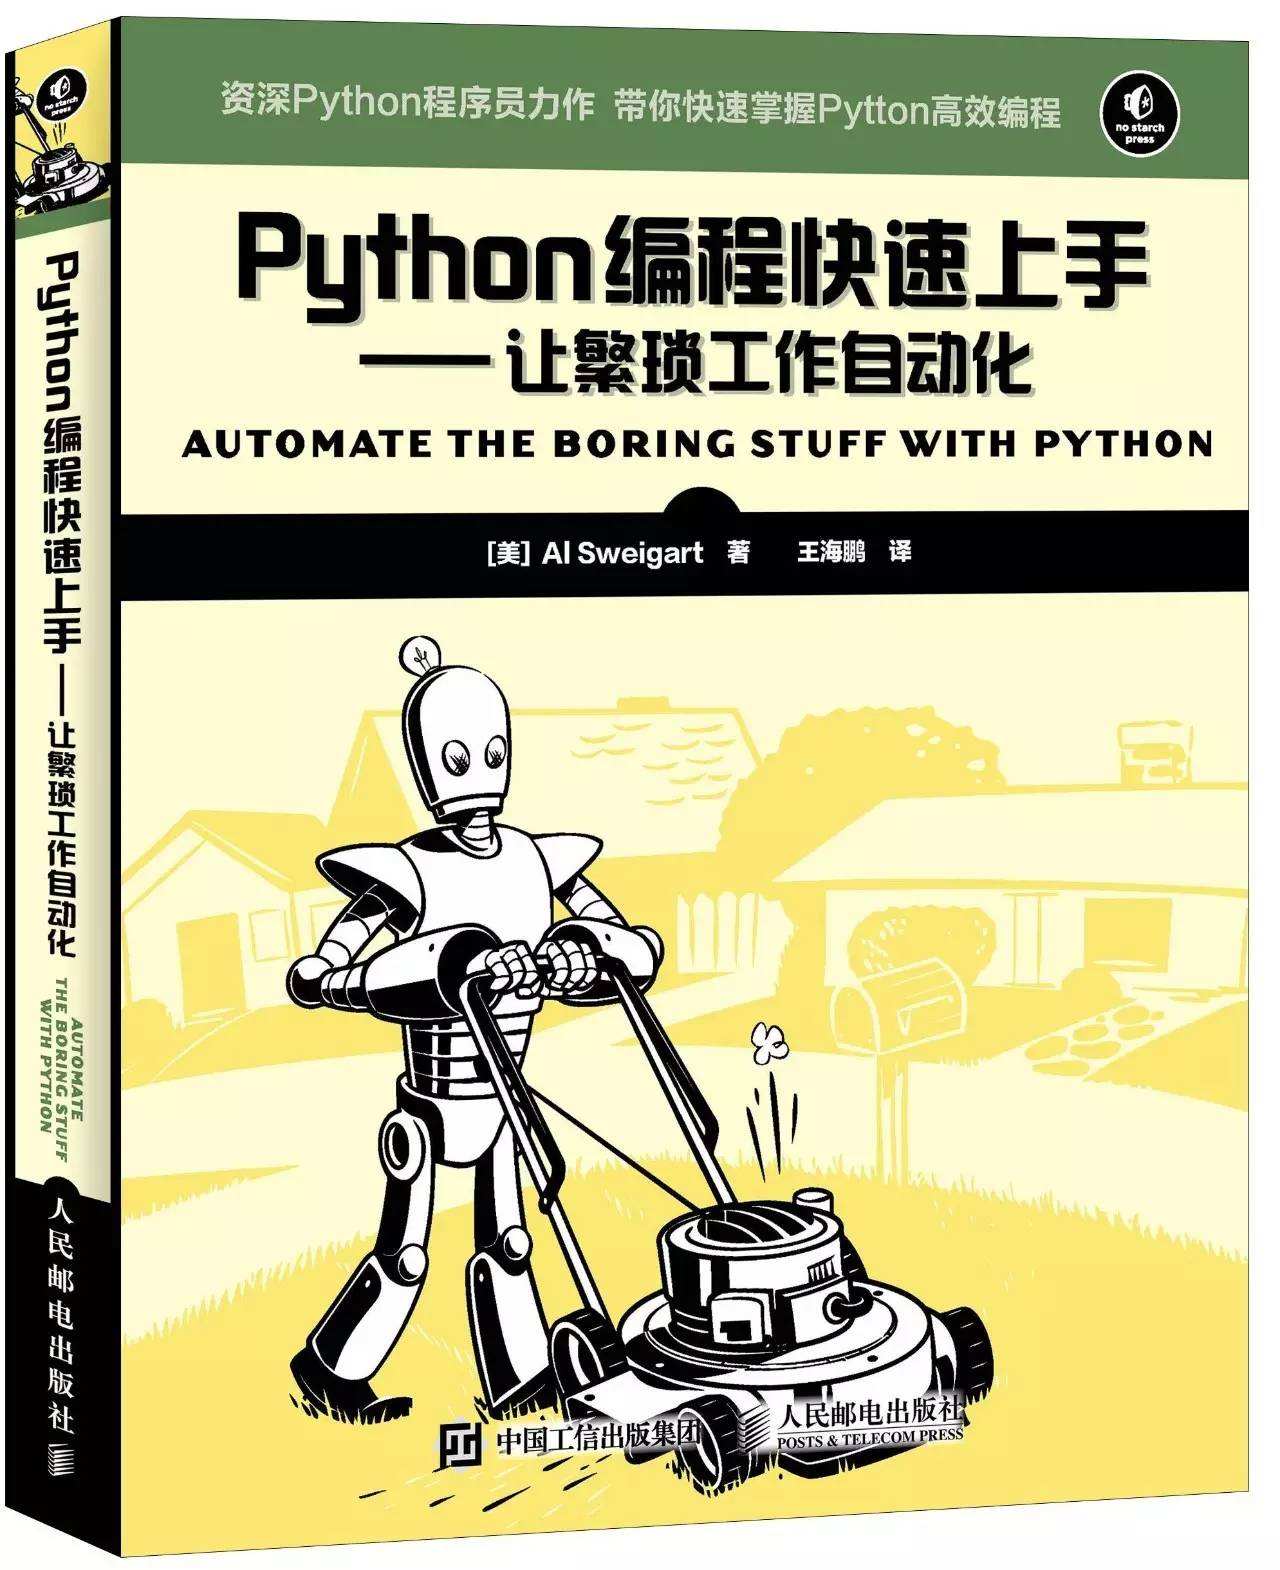 资深Python程序员力作 带你快速掌握Pytton高效编程
no starch
press
Python编程快速上手
——让繁琐工作自动化
AUTOMATE THE BORING STUFF WITH PYTHON
[美] Al Sweigart 著 王海鹏 译
中国工信出版集团
人民邮电出版社
POSTS & TELECOM PRESS
no starch
press
Python编程快速上手——让繁琐工作自动化
AUTOMATE
THE BORING STUFF
WITH PYTHON
人民邮电出版社